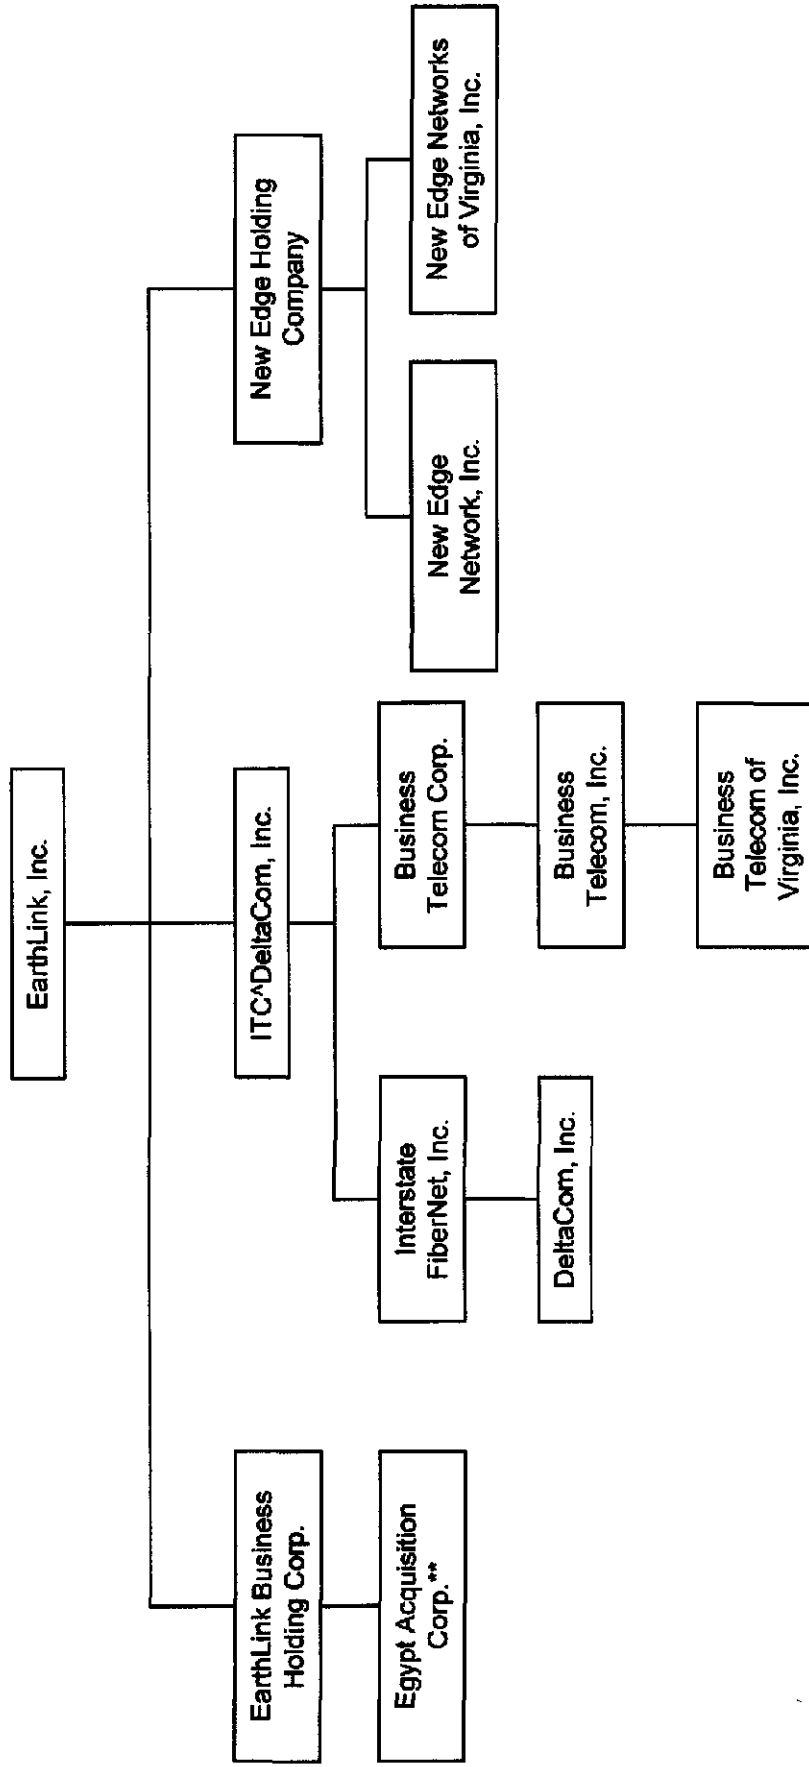 EarthLink, Inc.
EarthLink Business
Holding Corp.
Egypt Acquisition
Corp.**
ITC^DeltaCom, Inc.
Interstate
FiberNet, Inc.
DeltaCom, Inc.
Business
Telecom Corp.
Business
Telecom, Inc.
Business
Telecom of
Virginia, Inc.
New Edge Holding
Company
New Edge
Network, Inc.
New Edge Networks
of Virginia, Inc.